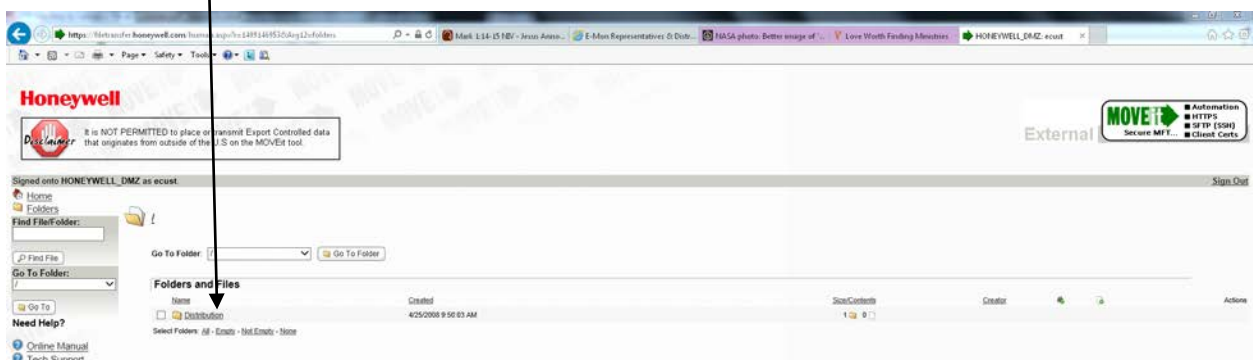 Mark 1:14-15 NIV - Jesus Anno...
E-Mon Representatives & Distr...
NASA photo: Better image of '...
Love Worth Finding Ministries
HONEYWELL_DMZ: ecust
Page Safety Tools
Honeywell
Disclaimer
It is NOT PERMITTED to place or transmit Export Controlled data
that originates from outside of the U.S on the MOVEit tool.
External
MOVEit
Secure MFT...
Automation
HTTPS
SFTP (SSH)
Client Certs
Signed onto HONEYWELL_DMZ as ecust.
Sign Out
Home
Folders
Find File/Folder:
Find File
Go To Folder:
/
Go To
Need Help?
Online Manual
Tech Support
/
Go To Folder: /
Go To Folder
Folders and Files
Name Created Size/Contents Creator Actions
Distribution 4/25/2008 9:50:03 AM 1 0
Select Folders: All - Empty - Not Empty - None